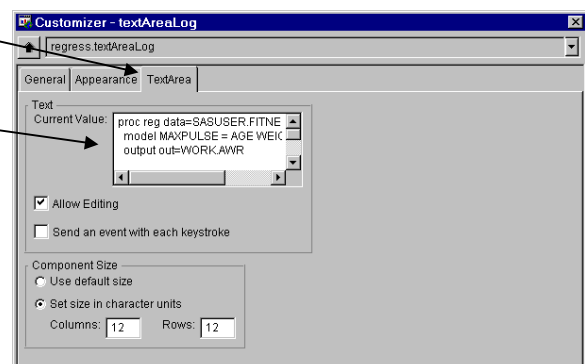 Customizer - textAreaLog
regress.textAreaLog
General Appearance TextArea
Text
Current Value:
proc reg data=SASUSER.FITNE
model MAXPULSE = AGE WEIG
output out=WORK.AWR
Allow Editing
Send an event with each keystroke
Component Size
Use default size
Set size in character units
Columns: 12 Rows: 12